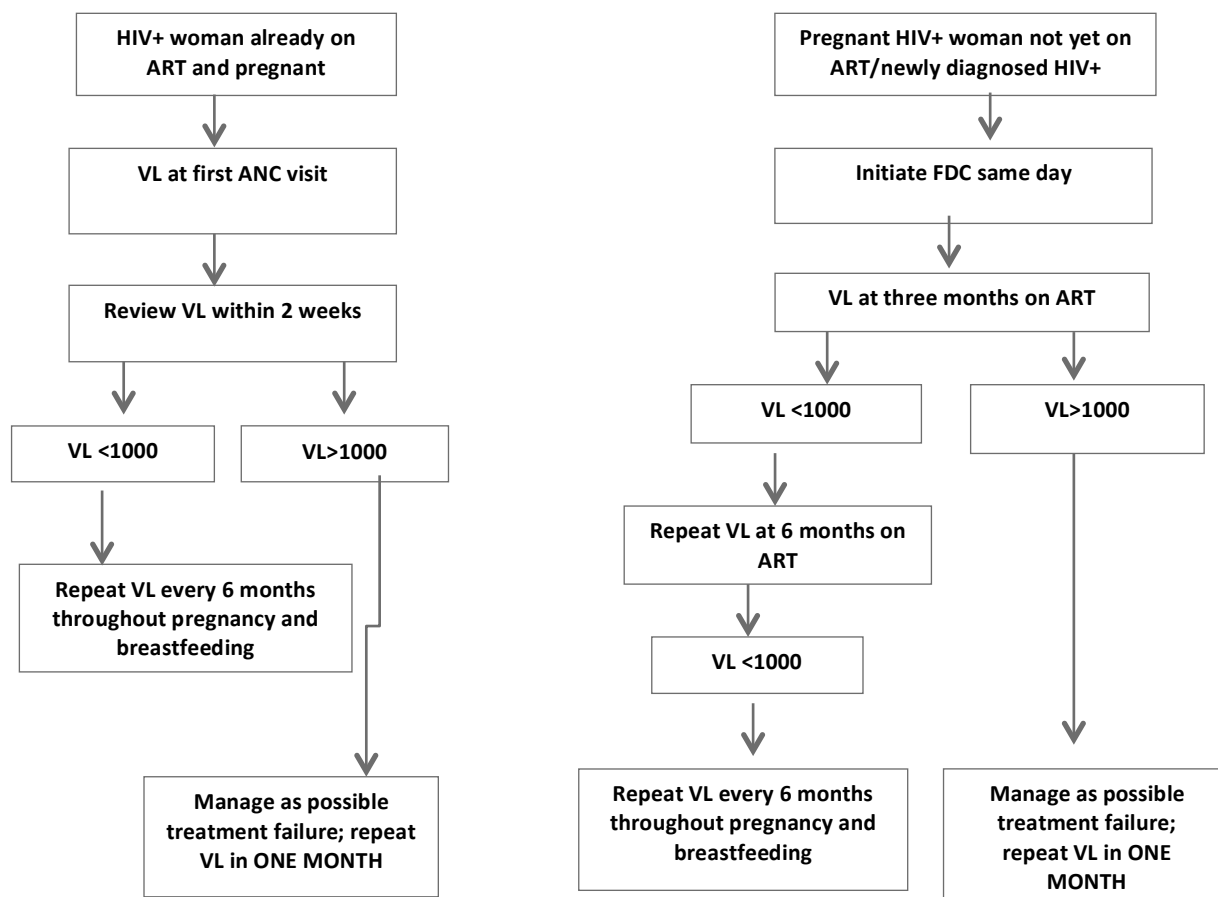 HIV+ woman already on
ART and pregnant
VL at first ANC visit
Review VL within 2 weeks
VL <1000
VL>1000
Repeat VL every 6 months
throughout pregnancy and
breastfeeding
Manage as possible
treatment failure; repeat
VL in ONE MONTH
Pregnant HIV+ woman not yet on
ART/newly diagnosed HIV+
Initiate FDC same day
VL at three months on ART
VL <1000
VL>1000
Repeat VL at 6 months on
ART
VL <1000
Repeat VL every 6 months
throughout pregnancy and
breastfeeding
Manage as possible
treatment failure;
repeat VL in ONE
MONTH